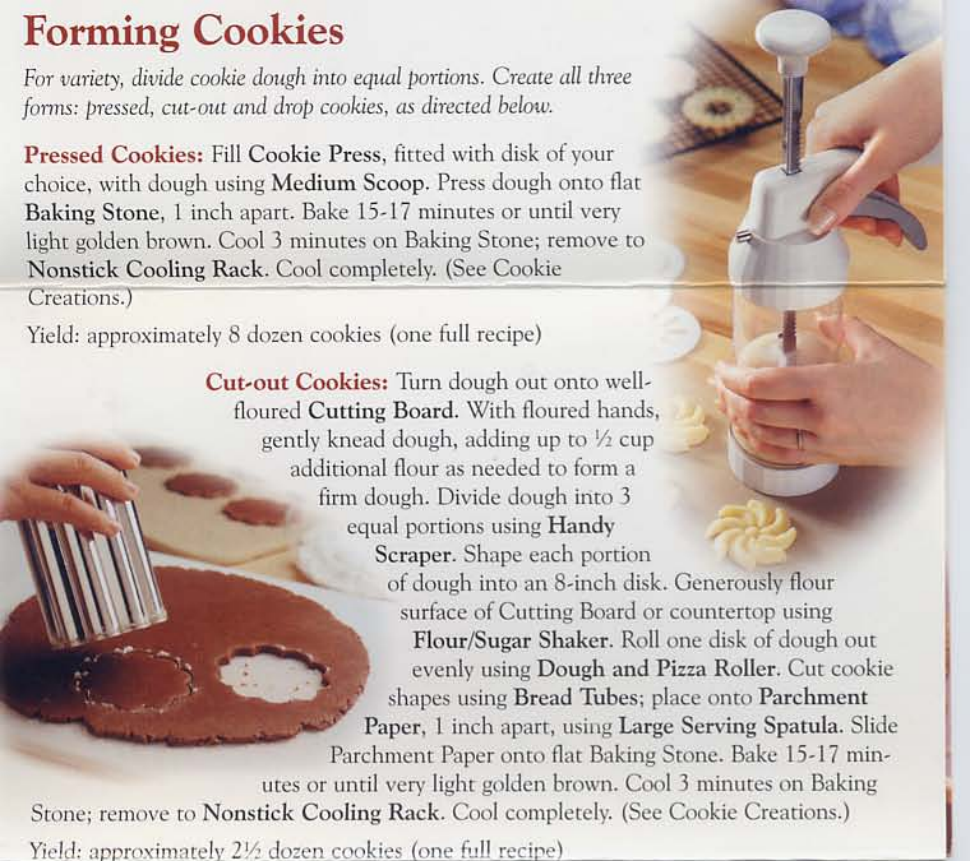 Forming Cookies
For variety, divide cookie dough into equal portions. Create all three
forms: pressed, cut-out and drop cookies, as directed below.
Pressed Cookies: Fill Cookie Press, fitted with disk of your
choice, with dough using Medium Scoop. Press dough onto flat
Baking Stone, 1 inch apart. Bake 15-17 minutes or until very
light golden brown. Cool 3 minutes on Baking Stone; remove to
Nonstick Cooling Rack. Cool completely. (See Cookie
Creations.)
Yield: approximately 8 dozen cookies (one full recipe)
Cut-out Cookies: Turn dough out onto well-
floured Cutting Board. With floured hands,
gently knead dough, adding up to ½ cup
additional flour as needed to form a
firm dough. Divide dough into 3
equal portions using Handy
Scraper. Shape each portion
of dough into an 8-inch disk. Generously flour
surface of Cutting Board or countertop using
Flour/Sugar Shaker. Roll one disk of dough out
evenly using Dough and Pizza Roller. Cut cookie
shapes using Bread Tubes; place onto Parchment
Paper, 1 inch apart, using Large Serving Spatula. Slide
Parchment Paper onto flat Baking Stone. Bake 15-17 min-
utes or until very light golden brown. Cool 3 minutes on Baking
Stone; remove to Nonstick Cooling Rack. Cool completely. (See Cookie Creations.)
Yield: approximately 2½ dozen cookies (one full recipe)